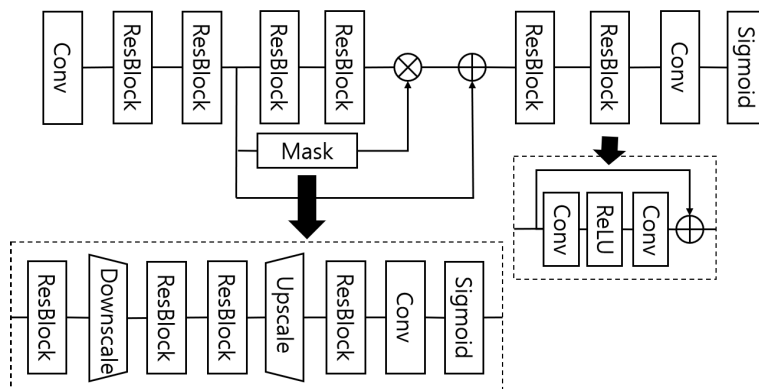 Conv
ResBlock
ResBlock
ResBlock
ResBlock
ResBlock
ResBlock
Conv
Sigmoid
Mask
Conv
ReLU
Conv
ResBlock
Downscale
ResBlock
ResBlock
Upscale
ResBlock
Conv
Sigmoid